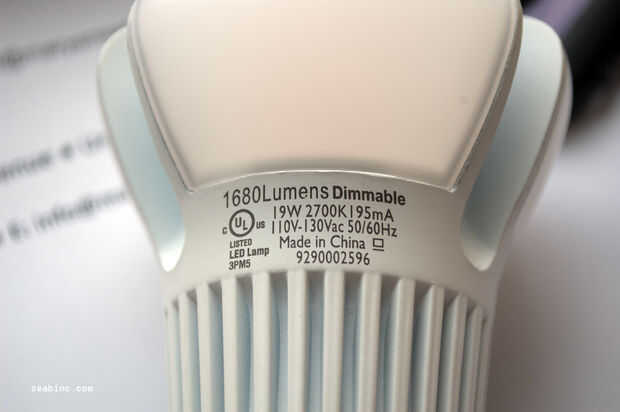 1680Lumens Dimmable
19W 2700K 195mA
110V-130Vac 50/60Hz
Made in China
9290002596
C UL US
LISTED
LED Lamp
3PM5
seabinc.com